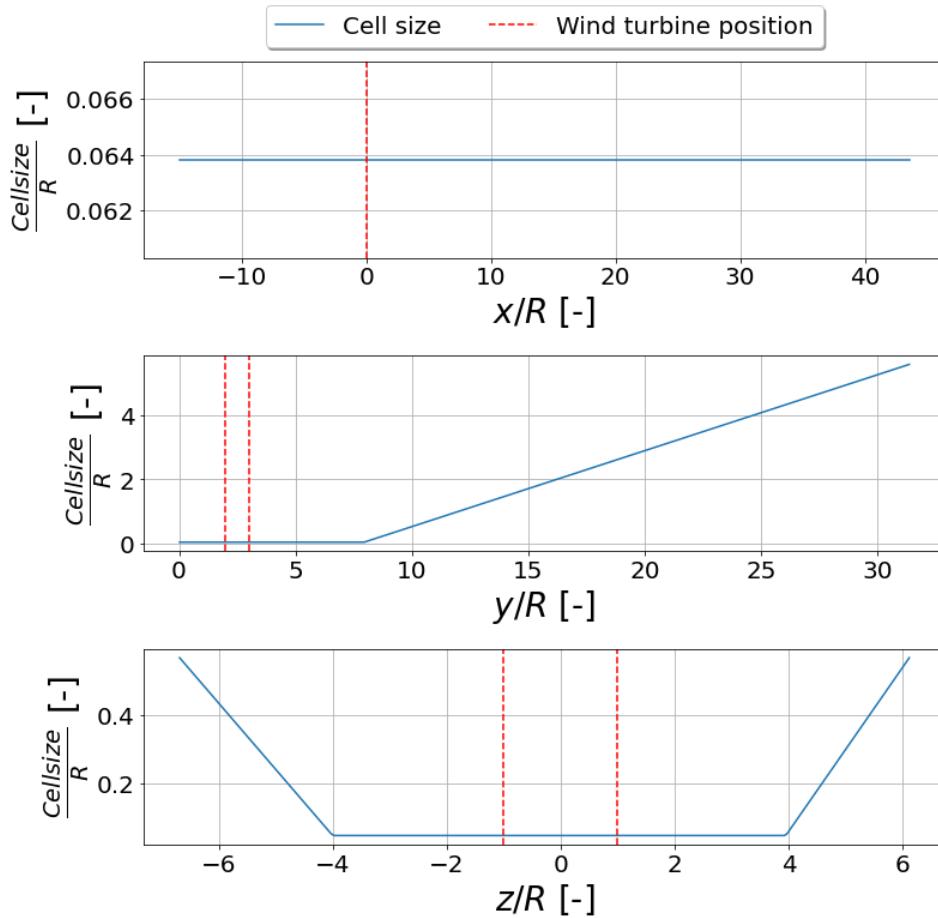 Cell size Wind turbine position
0.066
0.064
0.062
Cellsize
R
[-]
−10 0 10 20 30 40
x/R [-]
4
2
0
Cellsize
R
[-]
0 5 10 15 20 25 30
y/R [-]
0.4
0.2
Cellsize
R
[-]
−6 −4 −2 0 2 4 6
z/R [-]